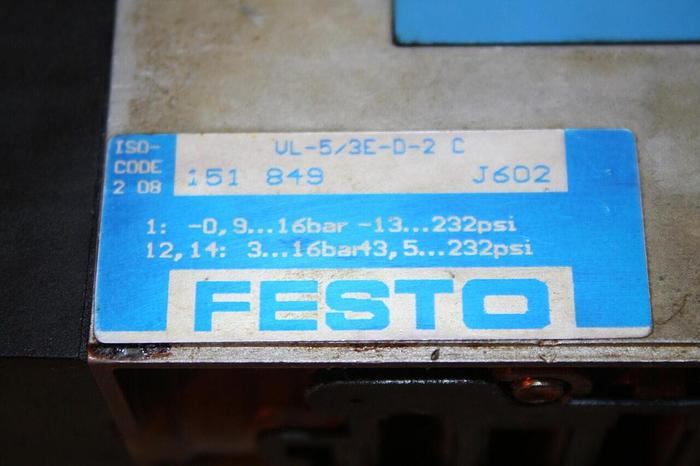 ISO-
CODE
2 08
VL-5/3E-D-2 C
151 849 J602
1: -0,9...16bar -13...232psi
12,14: 3...16bar43,5...232psi
FESTO